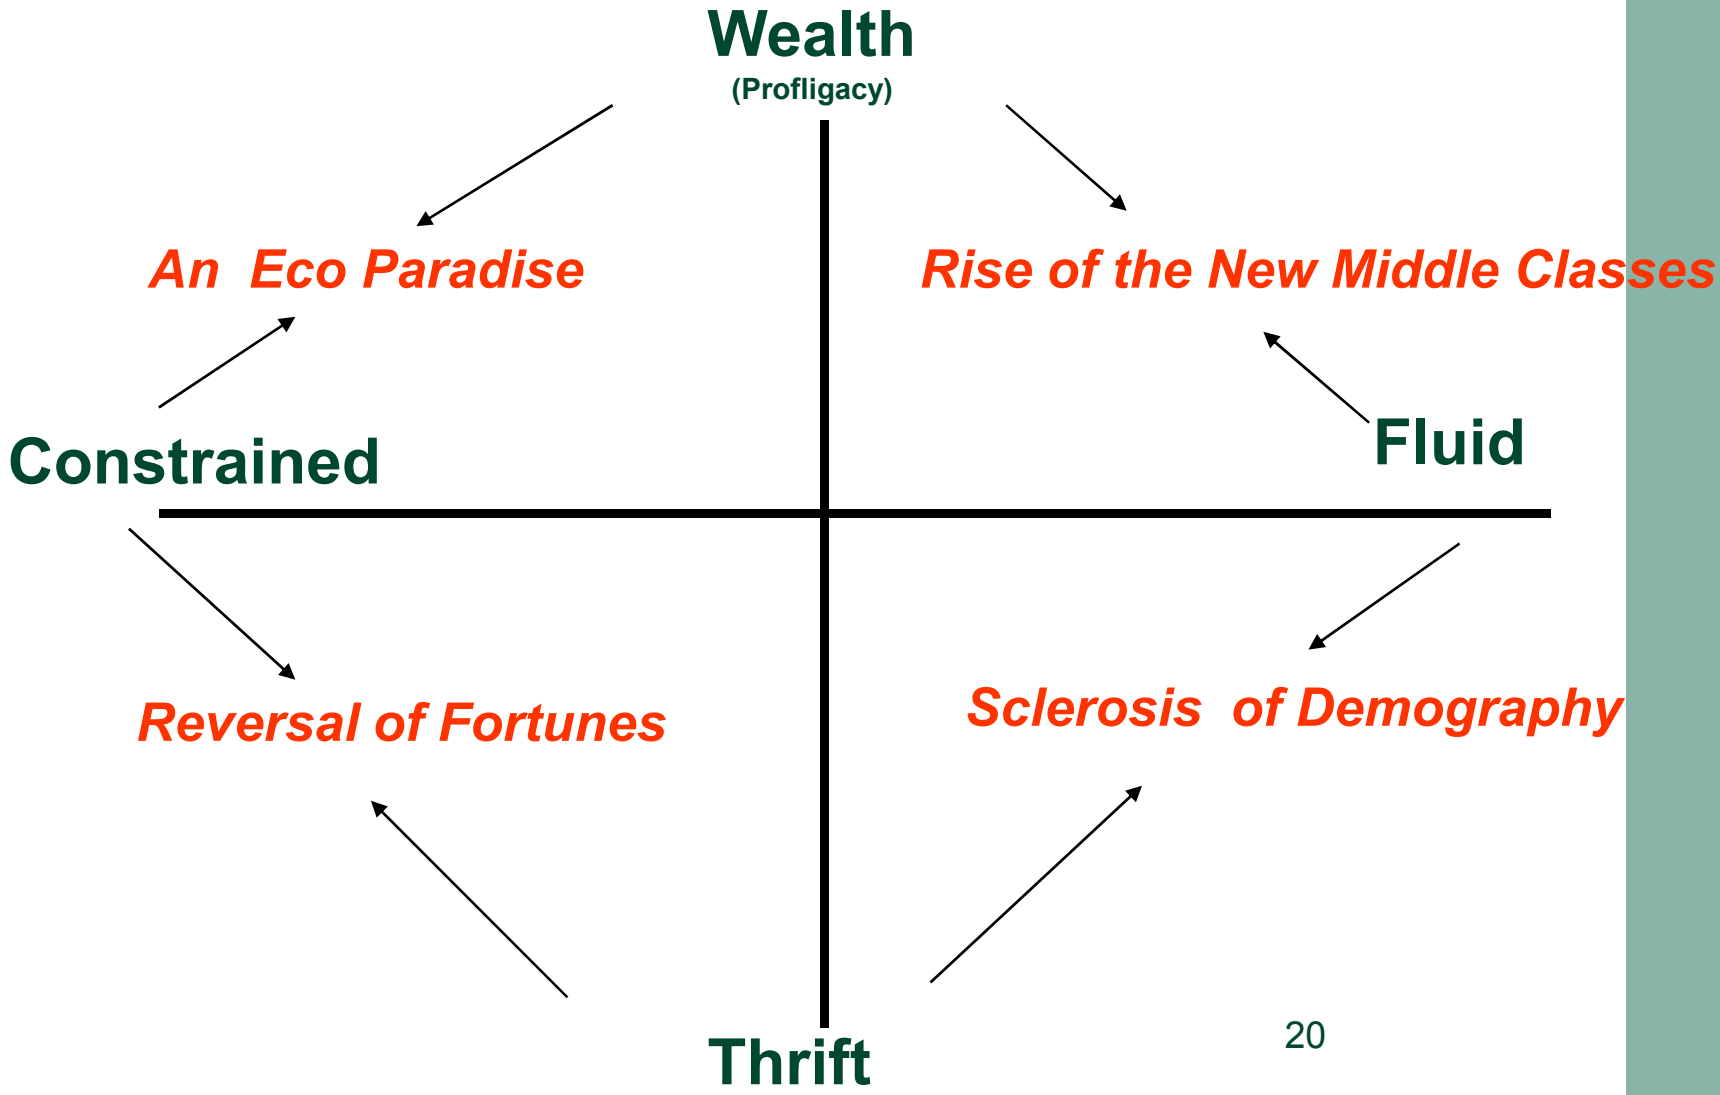 Wealth
(Profligacy)
An Eco Paradise
Rise of the New Middle Classes
Constrained
Fluid
Reversal of Fortunes
Sclerosis of Demography
Thrift
20